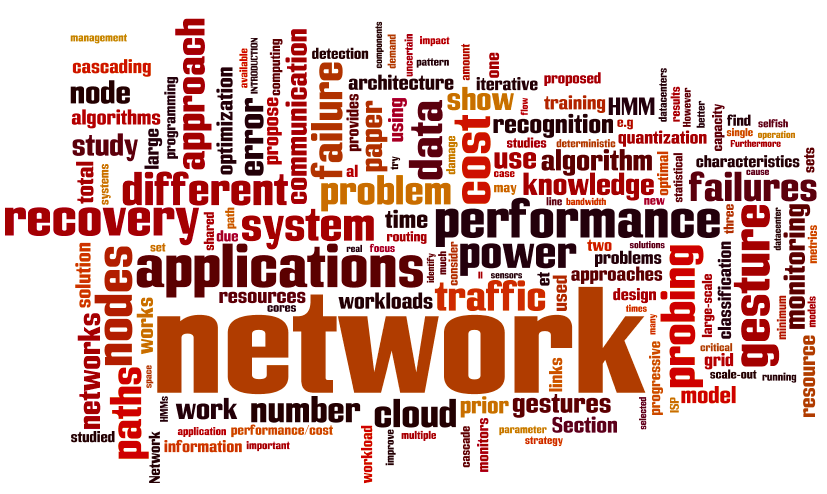 management
cascading
node
algorithms
study
large
programming
approach
optimization
available
INTRODUCTION
error
computing
propose
communication
detection
failure
provides
components
demand
uncertain
impact
pattern
architecture
paper
using
try
al
data
amount
one
iterative
proposed
show
flow
damage
cost
training
HMM
recognition
e.g
studies
deterministic
quantization
datacenters
results
However
better
capacity
find
selfish
single
operation
Furthermore
use
algorithm
case
may
knowledge
optimal
statistical
characteristics
cause
sets
failures
total
systems
different
problem
recovery
shared
due
path
system
time
routing
line
bandwidth
new
performance
three
datacenter
gesture
monitoring
metrics
solution
nodes
set
applications
real
focus
identify
much
consider
power
ll
sensors
et
two
solutions
problems
approaches
probing
large-scale
classification
minimum
models
resources
cores
workloads
traffic
used
design
times
many
works
networks
network
space
paths
links
progressive
critical
grid
scale-out
running
resource
ISP
model
selected
studied
Network
HMMs
work
number
cloud
prior
gestures
Section
application
performance/cost
information
important
workload
improve
multiple
cascade
monitors
parameter
strategy